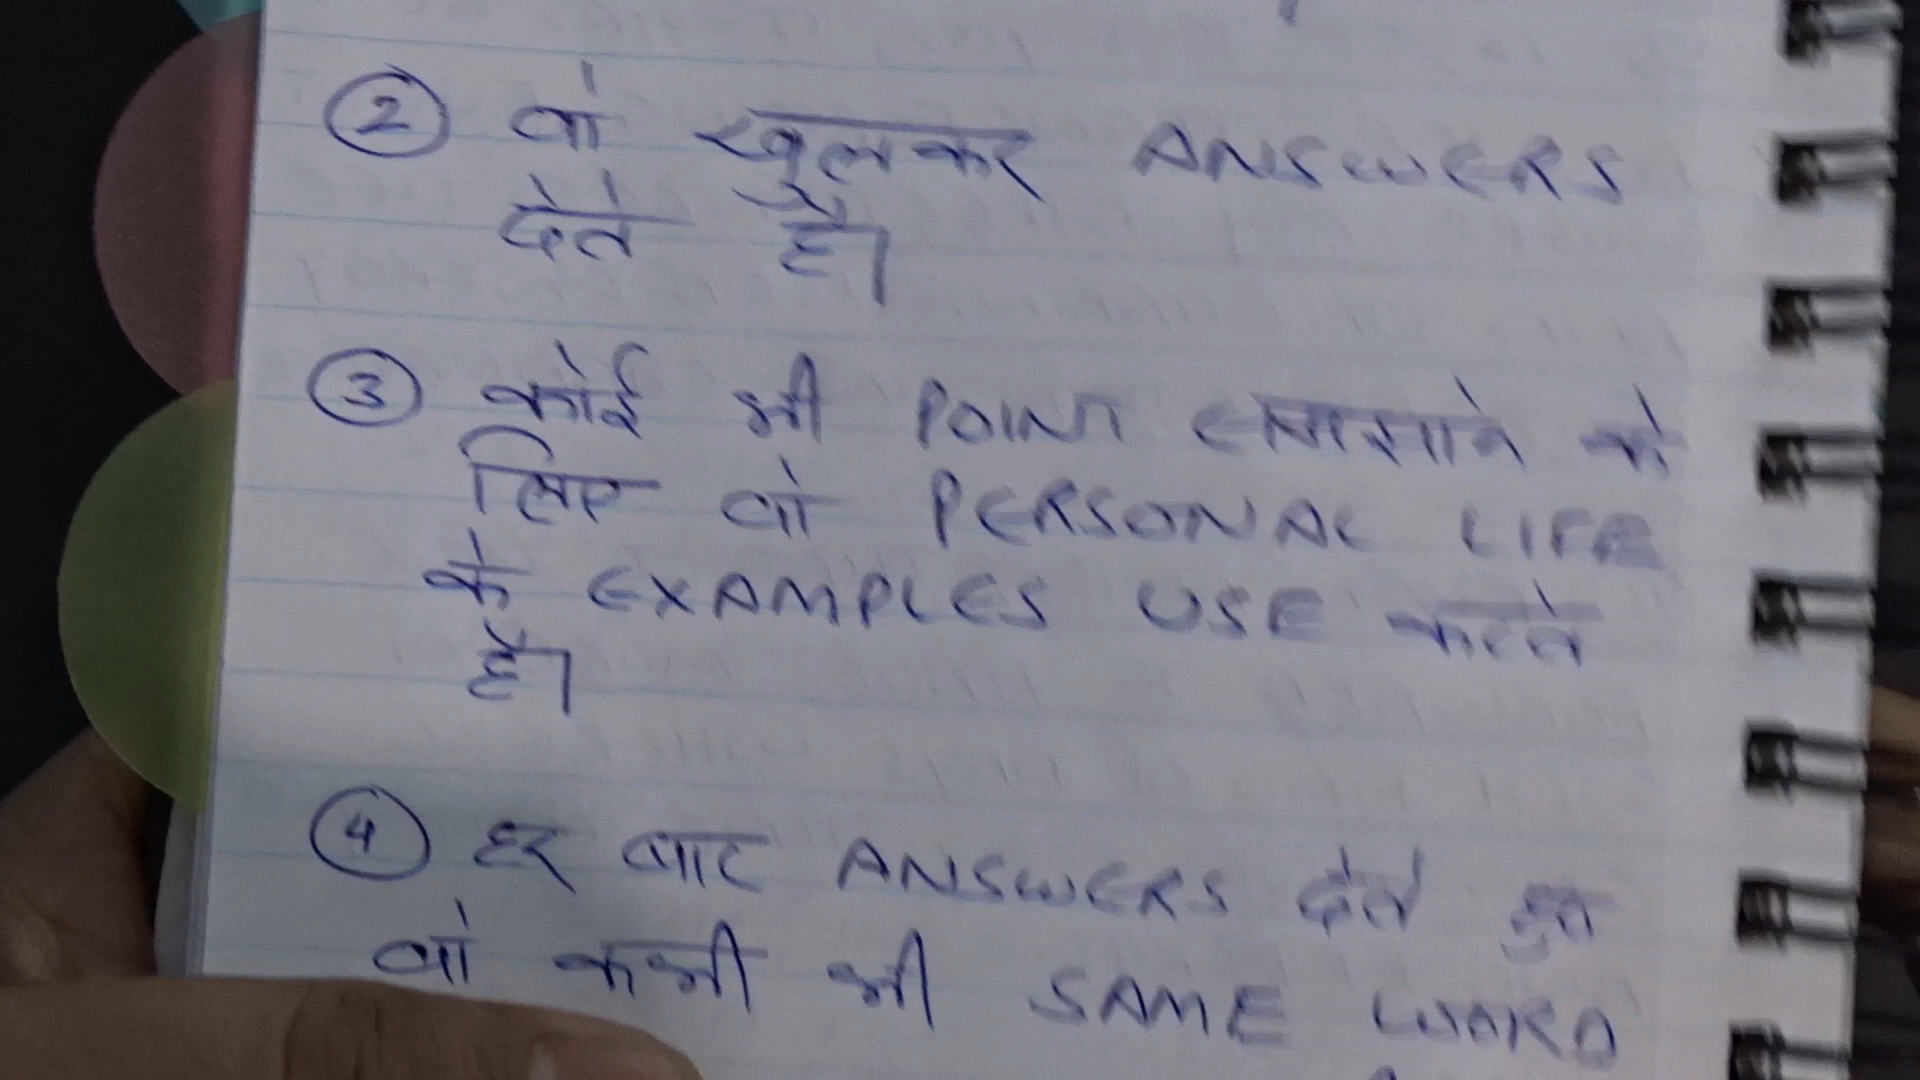 ② वो खुलकर ANSWERS
देते हैं।
③ कोई भी POINT समझाने के
लिए वो PERSONAL LIFE
के EXAMPLES USE करते
हैं।
④ हर बार ANSWERS देते हुए
वो कभी भी SAME WORD